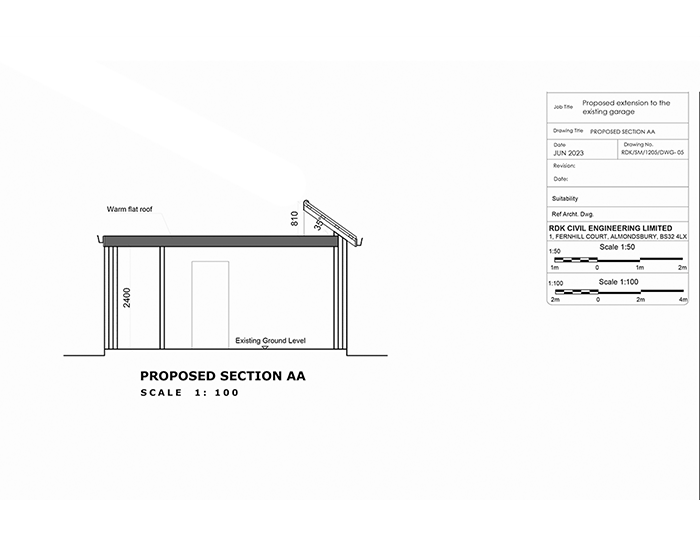 Job Title Proposed extension to the
existing garage
Drawing Title PROPOSED SECTION AA
Date Drawing No.
JUN 2023 RDK/SM/1205/DWG- 05
Revision:
Date:
Suitability
Ref Archt. Dwg.
RDK CIVIL ENGINEERING LIMITED
1, FERNHILL COURT, ALMONDSBURY, BS32 4LX
1:50 Scale 1:50
1m 0 1m 2m
1:100 Scale 1:100
2m 0 2m 4m
Warm flat roof
810
35°
2400
Existing Ground Level
PROPOSED SECTION AA
SCALE 1: 100